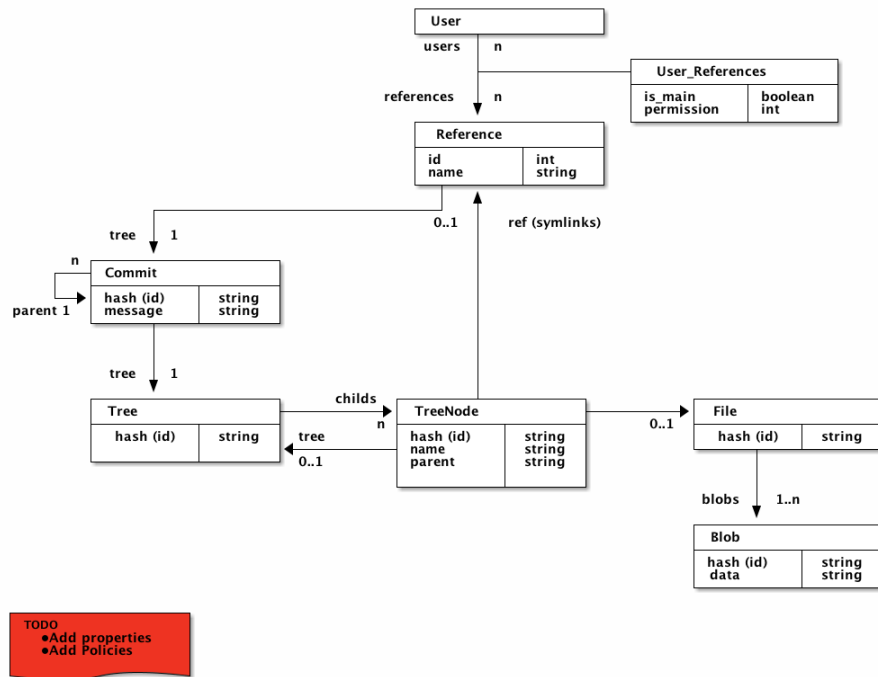 User
users n
User_References
is_main boolean
permission int
references n
Reference
id int
name string
0..1 ref (symlinks)
tree 1
n
Commit
hash (id) string
message string
parent 1
tree 1
Tree
hash (id) string
childs
n
tree
0..1
TreeNode
hash (id) string
name string
parent string
0..1
File
hash (id) string
blobs 1..n
Blob
hash (id) string
data string
TODO
•Add properties
•Add Policies